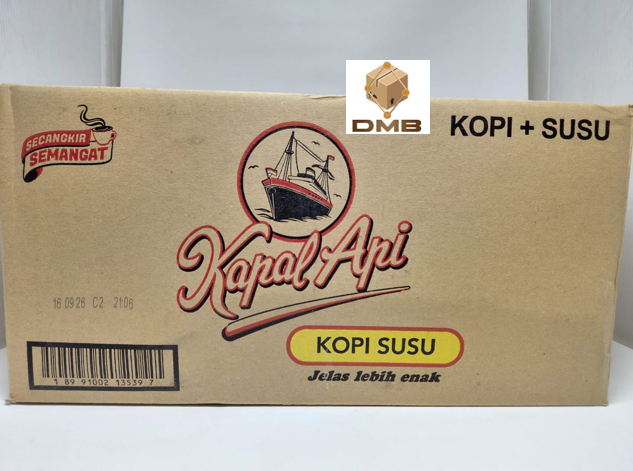 DMB
KOPI + SUSU
SECANGKIR
SEMANGAT
Kapal Api
16 09 26 C2 21:06
KOPI SUSU
Jelas lebih enak
1 89 91002 13539 7